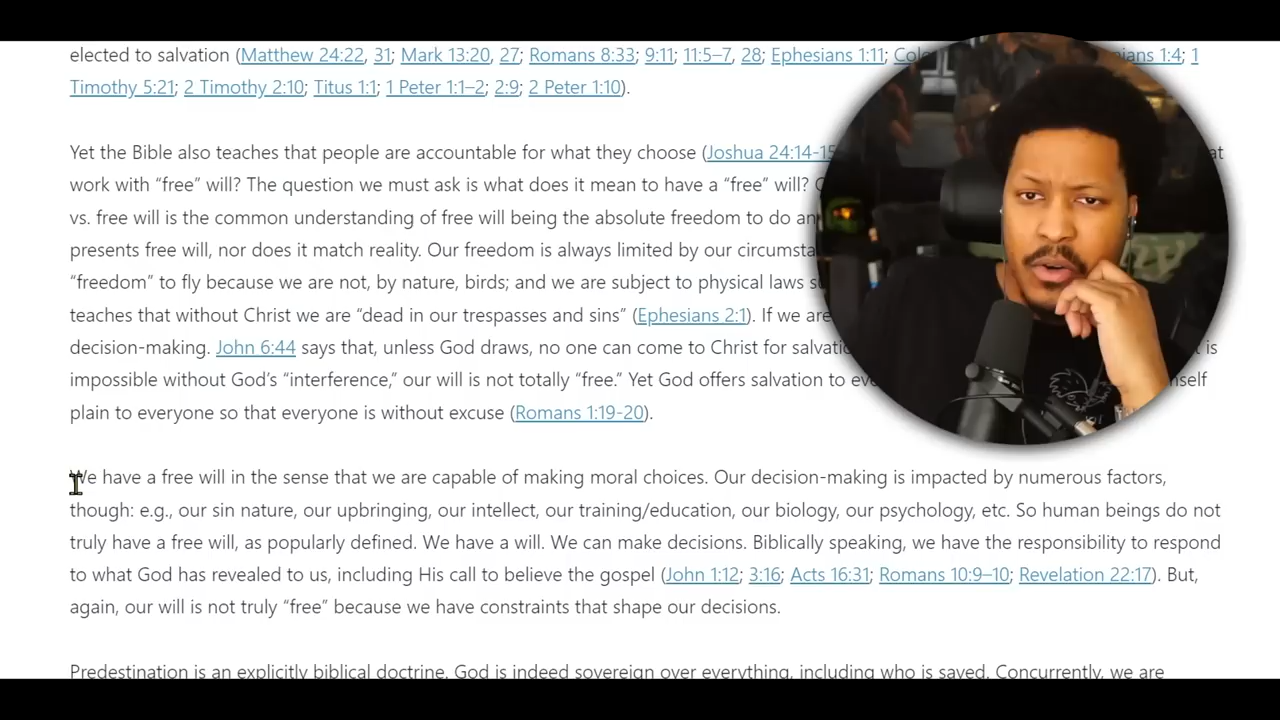 elected to salvation (Matthew 24:22, 31; Mark 13:20, 27; Romans 8:33; 9:11; 11:5–7, 28; Ephesians 1:11; 1:4; 1
Timothy 5:21; 2 Timothy 2:10; Titus 1:1; 1 Peter 1:1–2; 2:9; 2 Peter 1:10).
Yet the Bible also teaches that people are accountable for what they choose (Joshua 24:14-15
work with “free” will? The question we must ask is what does it mean to have a “free” will?
vs. free will is the common understanding of free will being the absolute freedom to do
presents free will, nor does it match reality. Our freedom is always limited by our
“freedom” to fly because we are not, by nature, birds; and we are subject to physical laws
teaches that without Christ we are “dead in our trespasses and sins” (Ephesians 2:1). If we are
decision-making. John 6:44 says that, unless God draws, no one can come to Christ for is
impossible without God’s “interference,” our will is not totally “free.” Yet God offers salvation to
plain to everyone so that everyone is without excuse (Romans 1:19-20).
We have a free will in the sense that we are capable of making moral choices. Our decision-making is impacted by numerous factors,
though: e.g., our sin nature, our upbringing, our intellect, our training/education, our biology, our psychology, etc. So human beings do not
truly have a free will, as popularly defined. We have a will. We can make decisions. Biblically speaking, we have the responsibility to respond
to what God has revealed to us, including His call to believe the gospel (John 1:12; 3:16; Acts 16:31; Romans 10:9–10; Revelation 22:17). But,
again, our will is not truly “free” because we have constraints that shape our decisions.
Predestination is an explicitly biblical doctrine. God is indeed sovereign over everything, including who is saved. Concurrently, we are